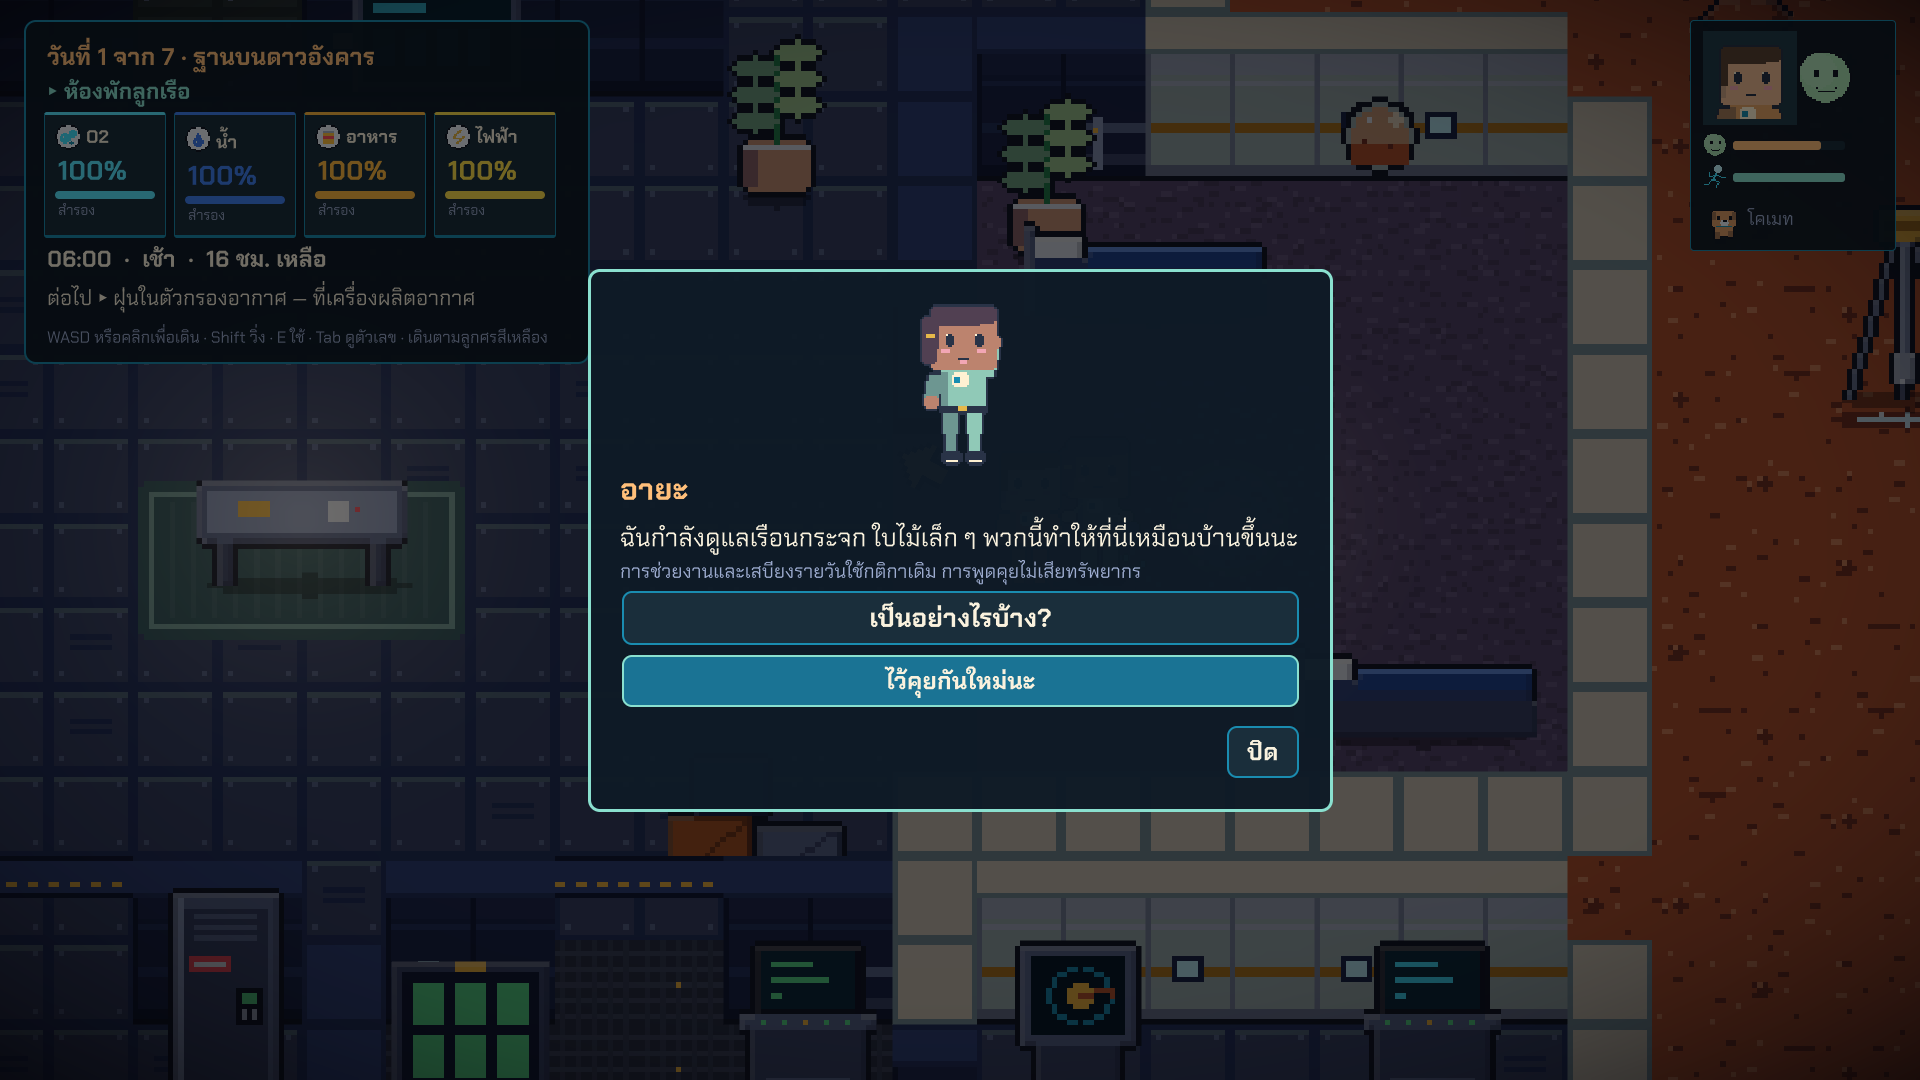 วันที่ 1 จาก 7 · ฐานบนดาวอังคาร
▸ ห้องพักลูกเรือ
O2
100%
สำรอง
น้ำ
100%
สำรอง
อาหาร
100%
สำรอง
ไฟฟ้า
100%
สำรอง
06:00 · เช้า · 16 ชม. เหลือ
ต่อไป ▸ ฝุ่นในตัวกรองอากาศ — ที่เครื่องผลิตอากาศ
WASD หรือคลิกเพื่อเดิน · Shift วิ่ง · E ใช้ · Tab ดูตัวเลข · เดินตามลูกศรสีเหลือง
โคเมท
อายะ
ฉันกำลังดูแลเรือนกระจก ใบไม้เล็ก ๆ พวกนี้ทำให้ที่นี่เหมือนบ้านขึ้นนะ
การช่วยงานและเสบียงรายวันใช้กติกาเดิม การพูดคุยไม่เสียทรัพยากร
เป็นอย่างไรบ้าง?
ไว้คุยกันใหม่นะ
ปิด